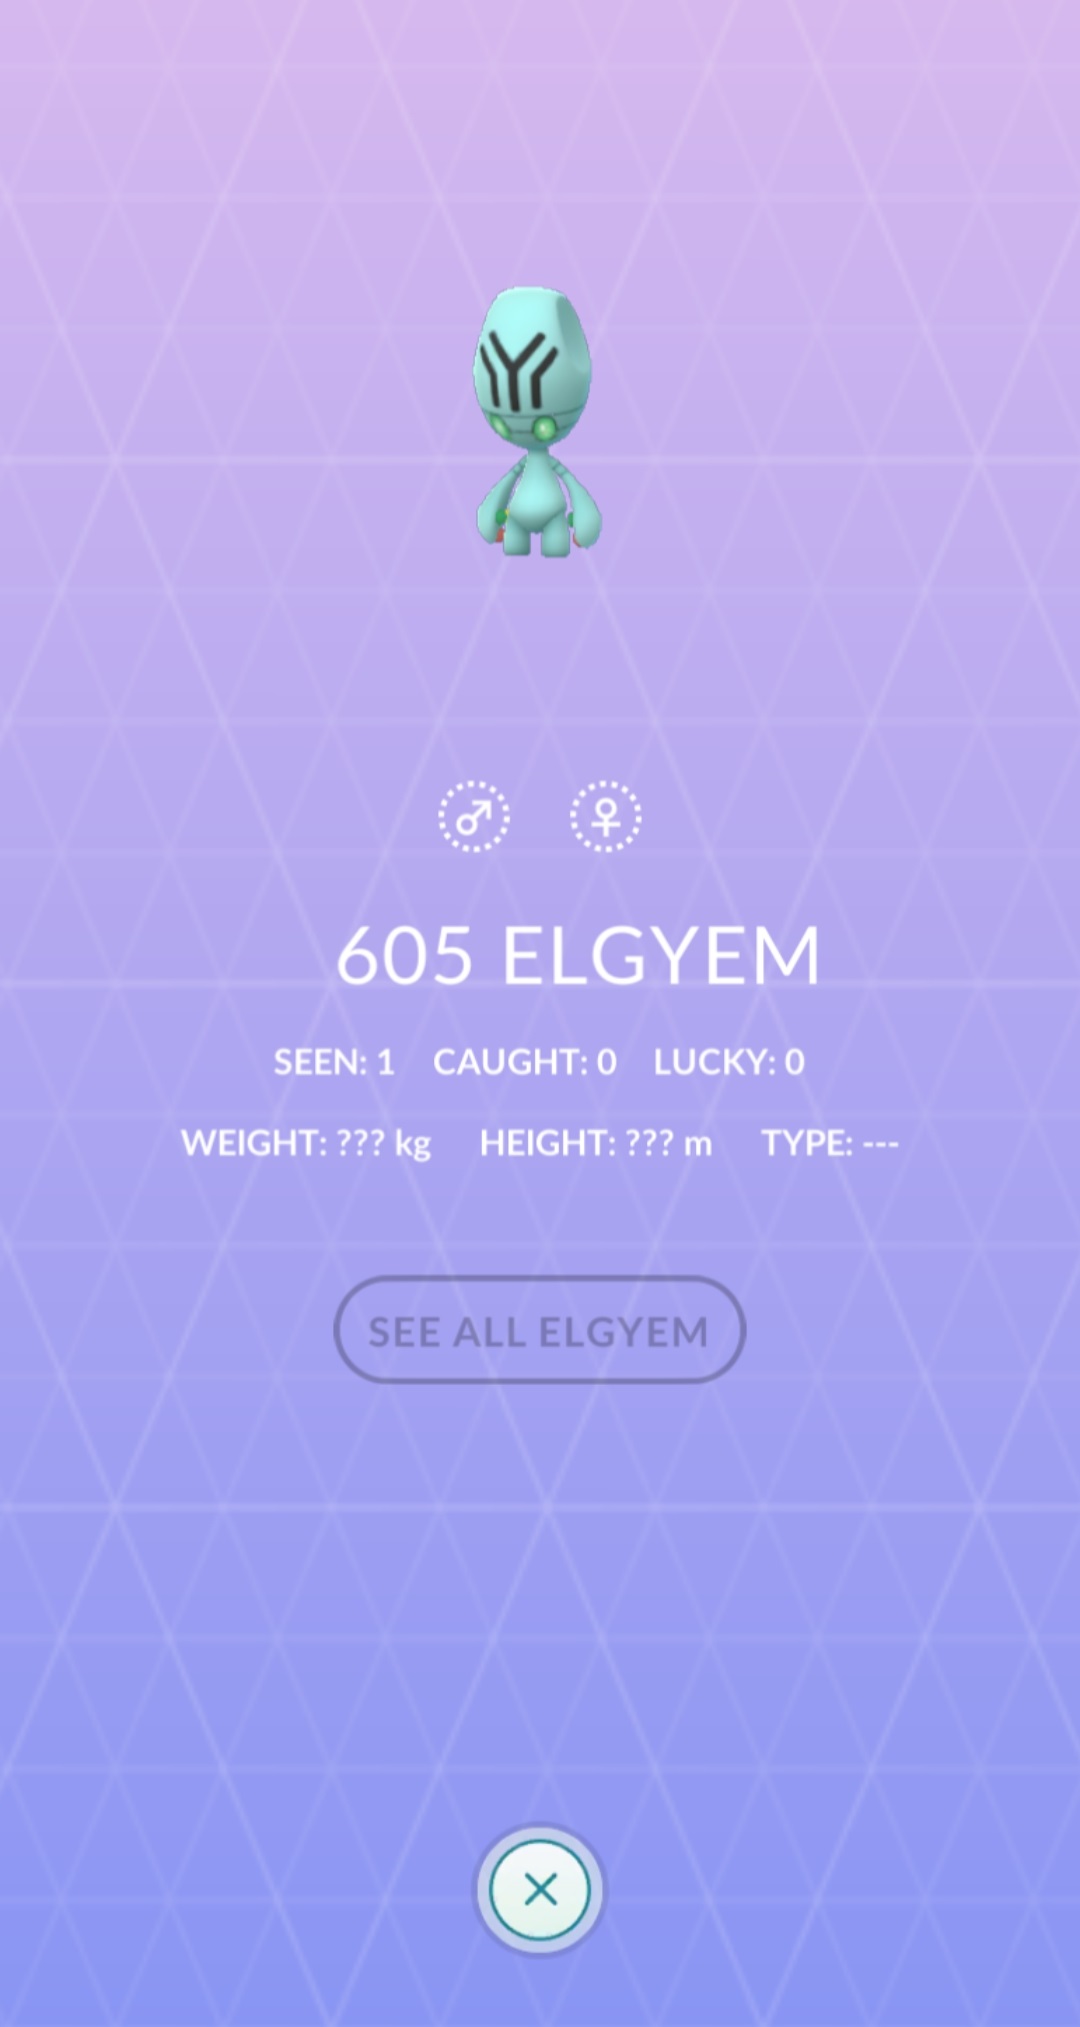 605 ELGYEM
SEEN: 1 CAUGHT: 0 LUCKY: 0
WEIGHT: ??? kg HEIGHT: ??? m TYPE: ---
SEE ALL ELGYEM